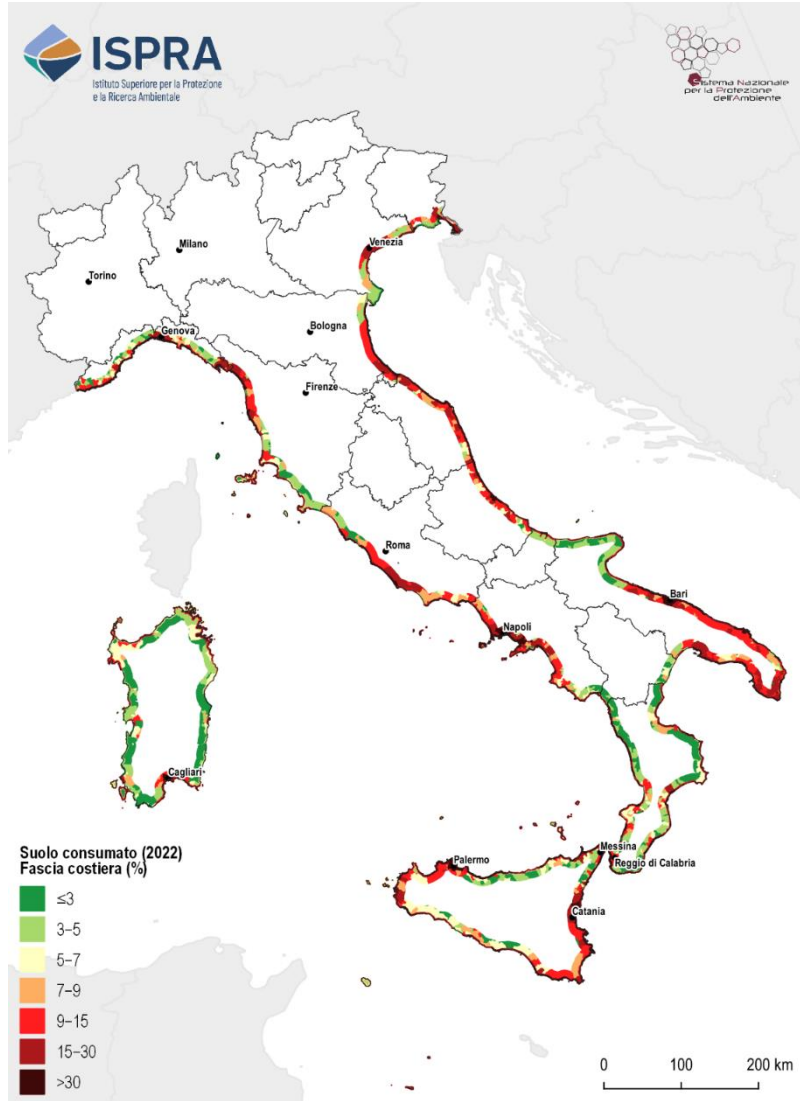 ISPRA
Istituto Superiore per la Protezione
e la Ricerca Ambientale
Sistema Nazionale
per la Protezione
dell'Ambiente
Milano
Venezia
Torino
Genova
Bologna
Firenze
Roma
Bari
Napoli
Cagliari
Messina
Palermo
Reggio di Calabria
Catania
Suolo consumato (2022)
Fascia costiera (%)
≤3
3-5
5-7
7-9
9-15
15-30
>30
0 100 200 km